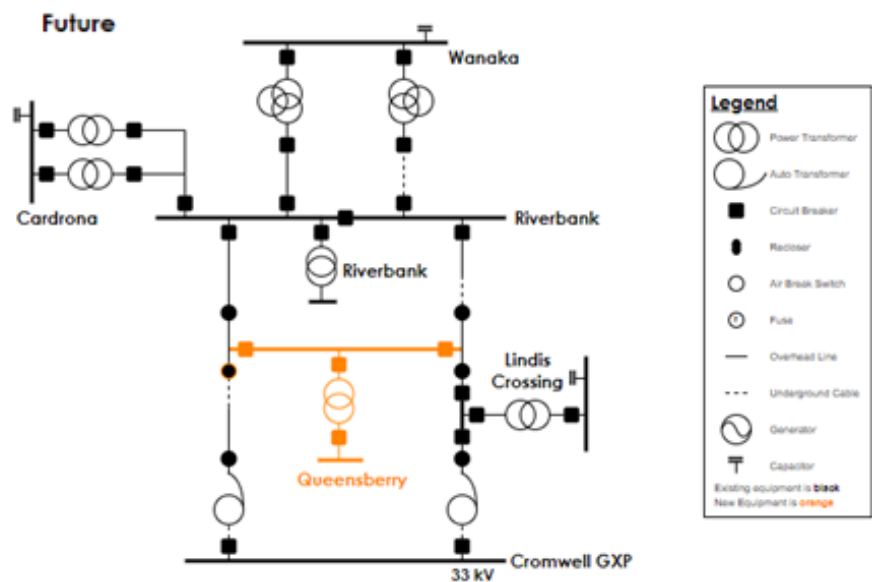 Future
Wanaka
Cardrona
Riverbank
Riverbank
Lindis
Crossing
Queensberry
Cromwell GXP
33 kV
Legend
Power Transformer
Auto Transformer
Circuit Breaker
Recloser
Air Break Switch
Fuse
Overhead Line
Underground Cable
Generator
Capacitor
Existing equipment is black
New Equipment is orange